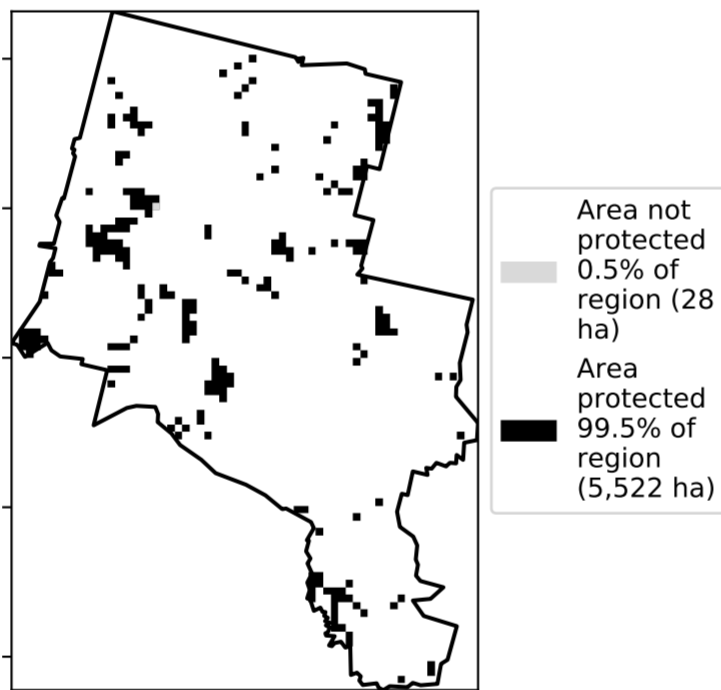 Area not
protected
0.5% of
region (28
ha)
Area
protected
99.5% of
region
(5,522 ha)